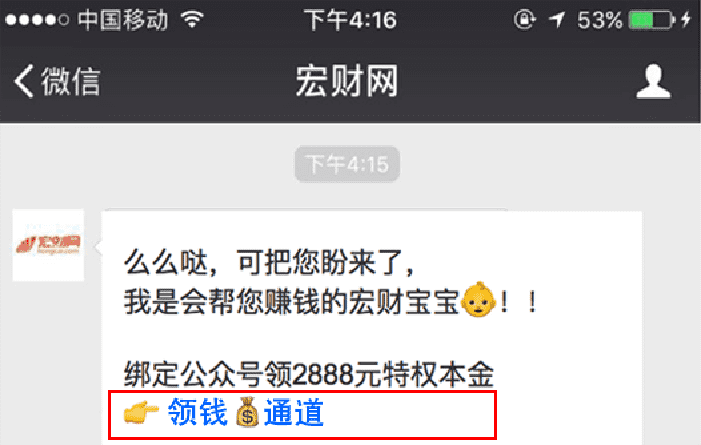 中国移动 下午4:16 53%
微信 宏财网
下午4:15
么么哒，可把您盼来了，
我是会帮您赚钱的宏财宝宝👶！！
绑定公众号领2888元特权本金
👉 领钱💰通道